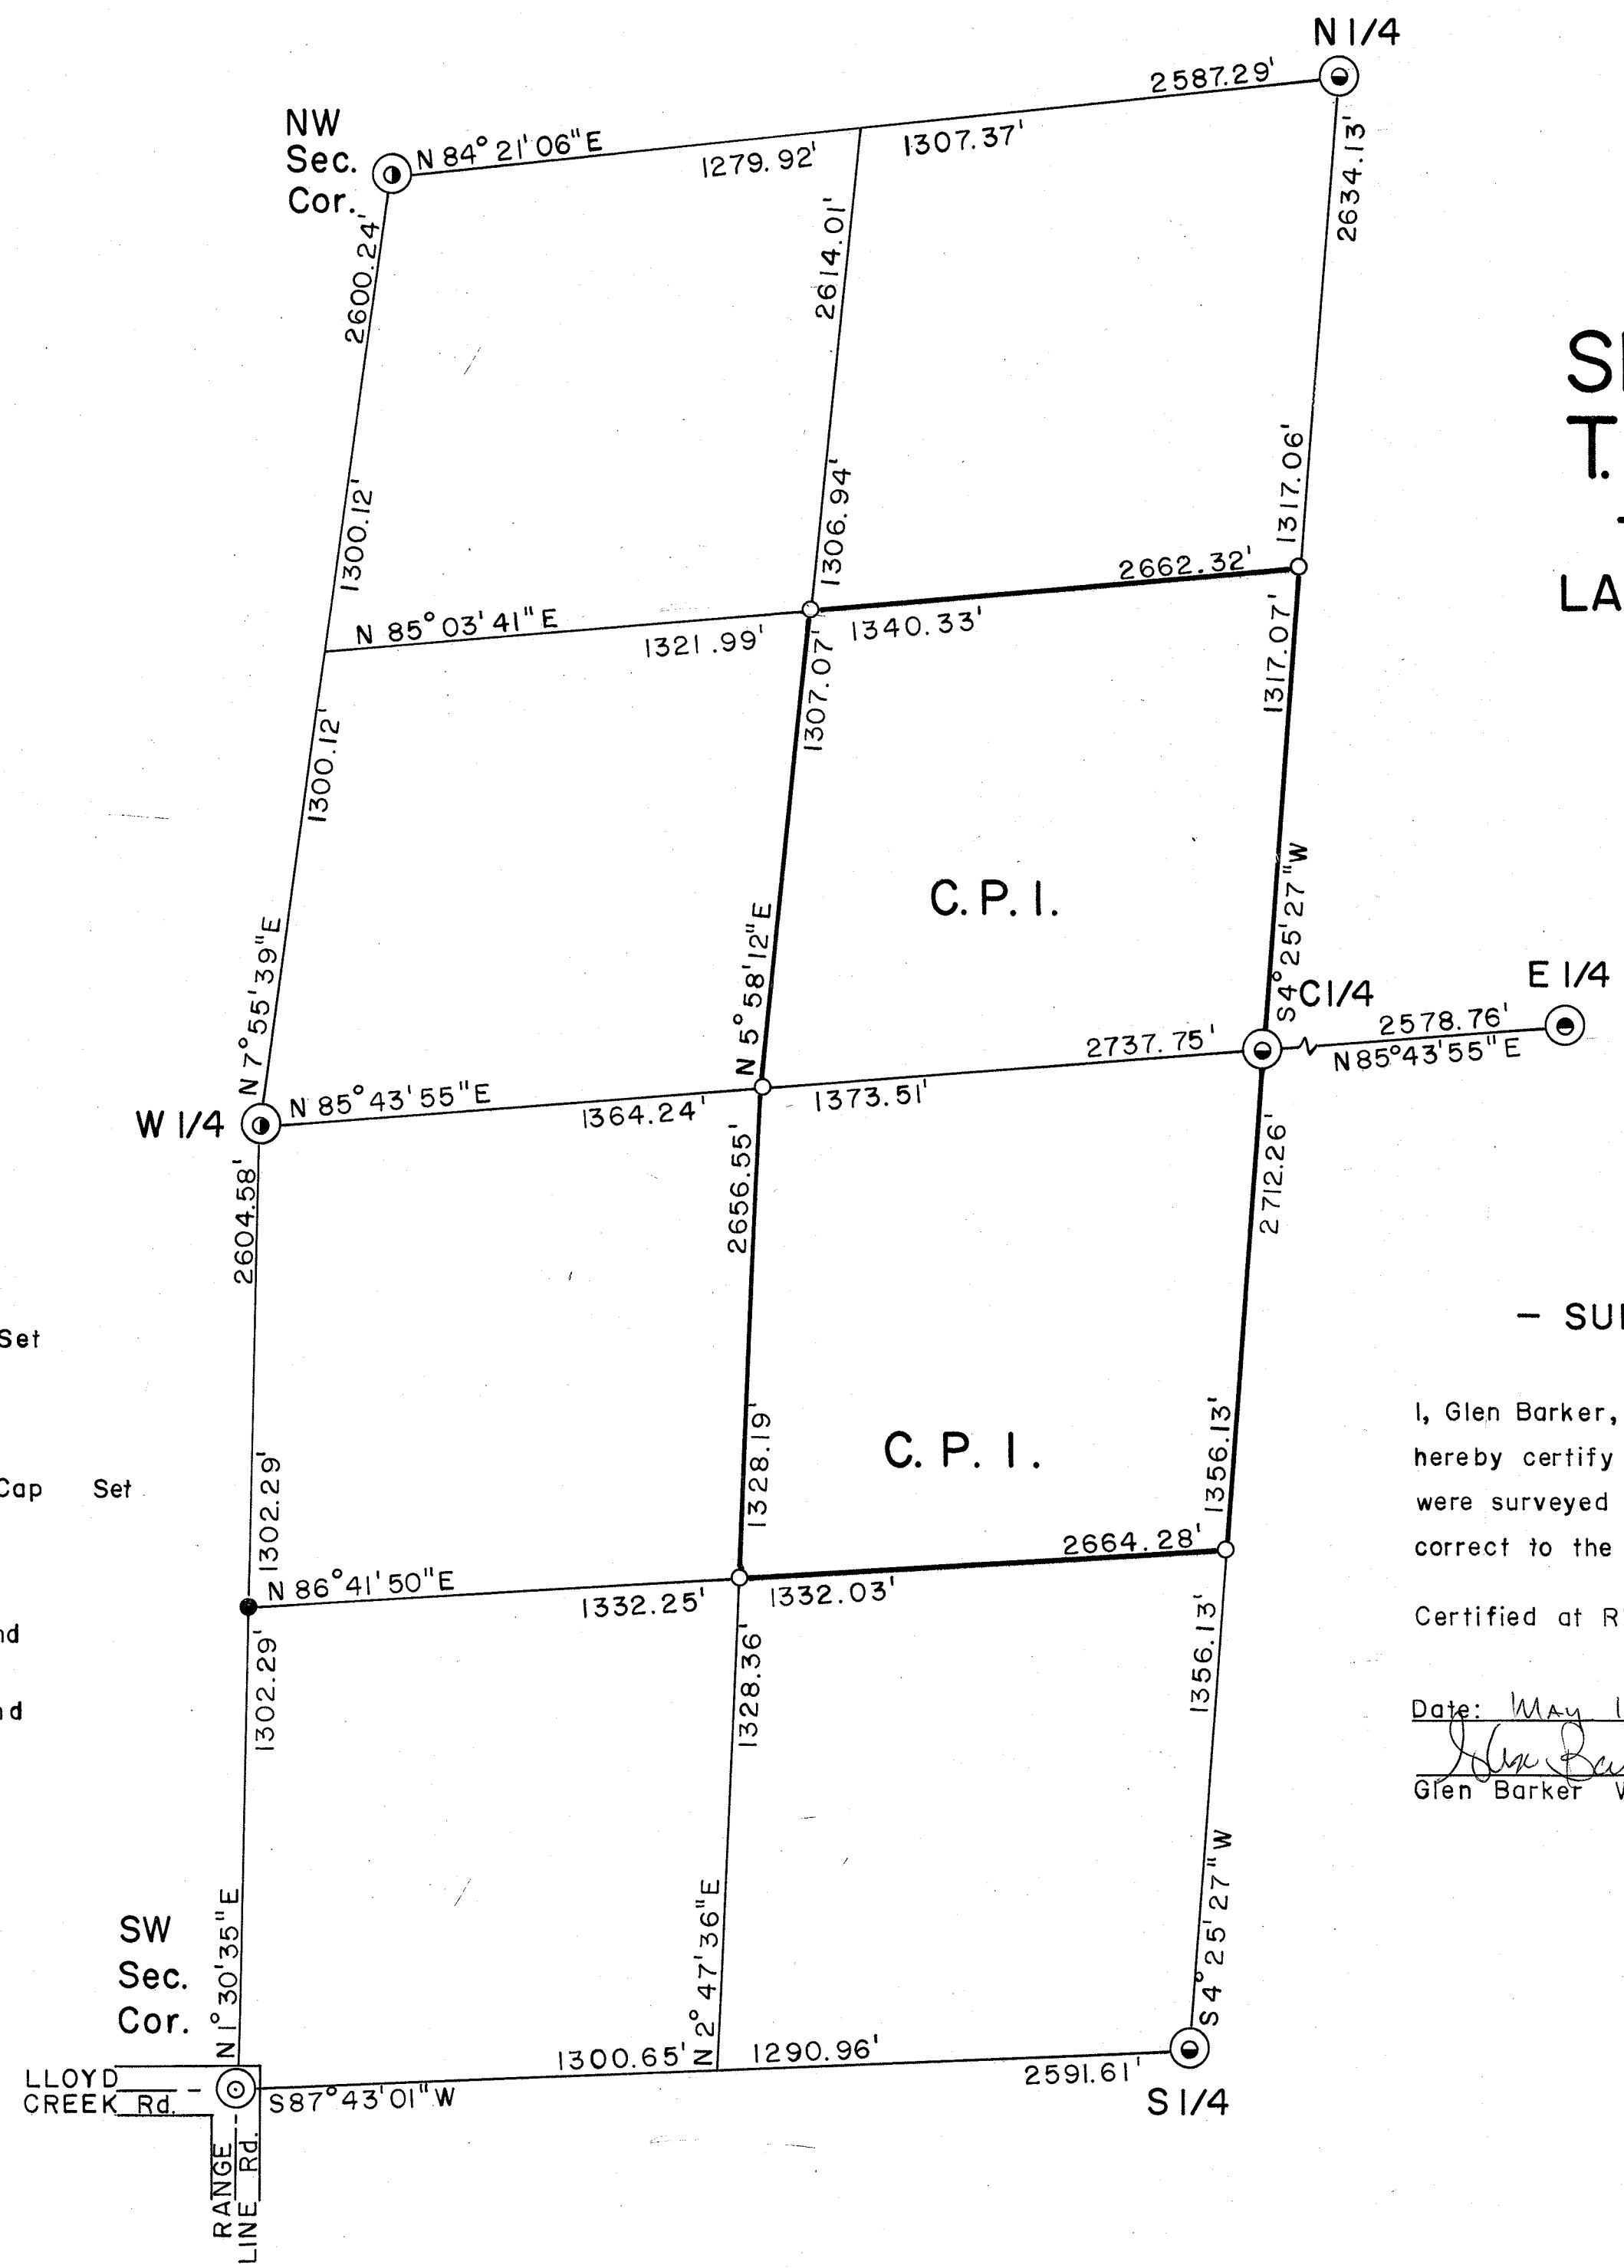 N 1/4
2587.29'
NW
Sec.
Cor.
N 84° 21' 06" E
1279.92'
1307.37'
2634.13'
2600.24'
2614.01'
T.
LA
1300.12'
1306.94'
1317.06'
2662.32'
N 85° 03' 41" E
1321.99'
1340.33'
1300.12'
1307.07'
1317.07'
C. P. I.
N 7° 55' 39" E
N 5° 58' 12" E
S 4° 25' 27" W
C 1/4
E 1/4
2578.76'
N 85° 43' 55" E
2737.75'
W 1/4
N 85° 43' 55" E
1364.24'
1373.51'
2604.58'
2656.55'
2712.26'
Set
– SU
I, Glen Barker,
hereby certify
were surveyed
correct to the
C. P. I.
Cap Set
1302.29'
1328.19'
1356.13'
2664.28'
N 86° 41' 50" E
1332.25'
1332.03'
Certified at R
nd
1302.29'
1328.36'
1356.13'
nd
Date: MAY 1
Glen Barker
SW
Sec.
Cor.
N 1° 30' 35" E
N 2° 47' 36" E
S 4° 25' 27" W
1300.65'
1290.96'
2591.61'
S 1/4
LLOYD
CREEK Rd.
S 87° 43' 01" W
RANGE
LINE Rd.